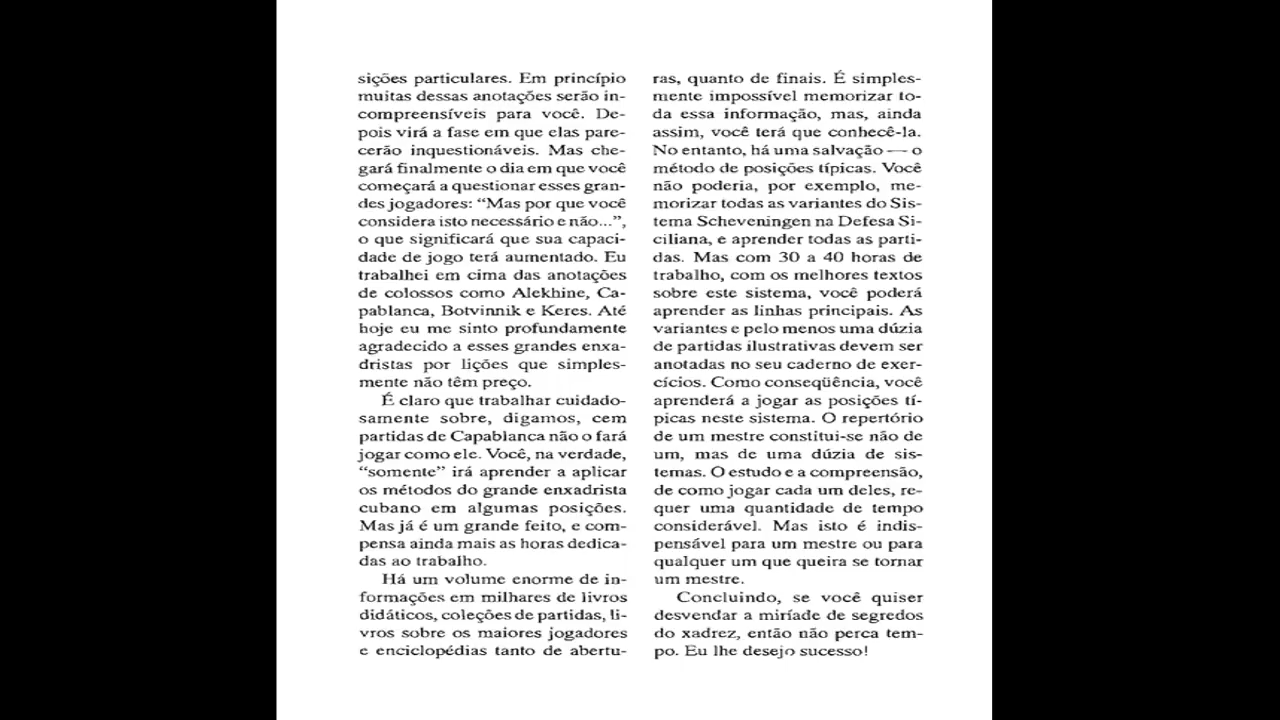 sições particulares. Em princípio
muitas dessas anotações serão in-
compreensíveis para você. De-
pois virá a fase em que elas pare-
cerão inquestionáveis. Mas che-
gará finalmente o dia em que você
começará a questionar esses gran-
des jogadores: “Mas por que você
considera isto necessário e não...”,
o que significará que sua capaci-
dade de jogo terá aumentado. Eu
trabalhei em cima das anotações
de colossos como Alekhine, Ca-
pablanca, Botvinnik e Keres. Até
hoje eu me sinto profundamente
agradecido a esses grandes enxa-
dristas por lições que simples-
mente não têm preço.
É claro que trabalhar cuidado-
samente sobre, digamos, cem
partidas de Capablanca não o fará
jogar como ele. Você, na verdade,
“somente” irá aprender a aplicar
os métodos do grande enxadrista
cubano em algumas posições.
Mas já é um grande feito, e com-
pensa ainda mais as horas dedica-
das ao trabalho.
Há um volume enorme de in-
formações em milhares de livros
didáticos, coleções de partidas, li-
vros sobre os maiores jogadores
e enciclopédias tanto de abertu-
ras, quanto de finais. É simples-
mente impossível memorizar to-
da essa informação, mas, ainda
assim, você terá que conhecê-la.
No entanto, há uma salvação — o
método de posições típicas. Você
não poderia, por exemplo, me-
morizar todas as variantes do Sis-
tema Scheveningen na Defesa Si-
ciliana, e aprender todas as parti-
das. Mas com 30 a 40 horas de
trabalho, com os melhores textos
sobre este sistema, você poderá
aprender as linhas principais. As
variantes e pelo menos uma dúzia
de partidas ilustrativas devem ser
anotadas no seu caderno de exer-
cícios. Como conseqüência, você
aprenderá a jogar as posições tí-
picas neste sistema. O repertório
de um mestre constitui-se não de
um, mas de uma dúzia de sis-
temas. O estudo e a compreensão,
de como jogar cada um deles, re-
quer uma quantidade de tempo
considerável. Mas isto é indis-
pensável para um mestre ou para
qualquer um que queira se tornar
um mestre.
Concluindo, se você quiser
desvendar a miríade de segredos
do xadrez, então não perca tem-
po. Eu lhe desejo sucesso!